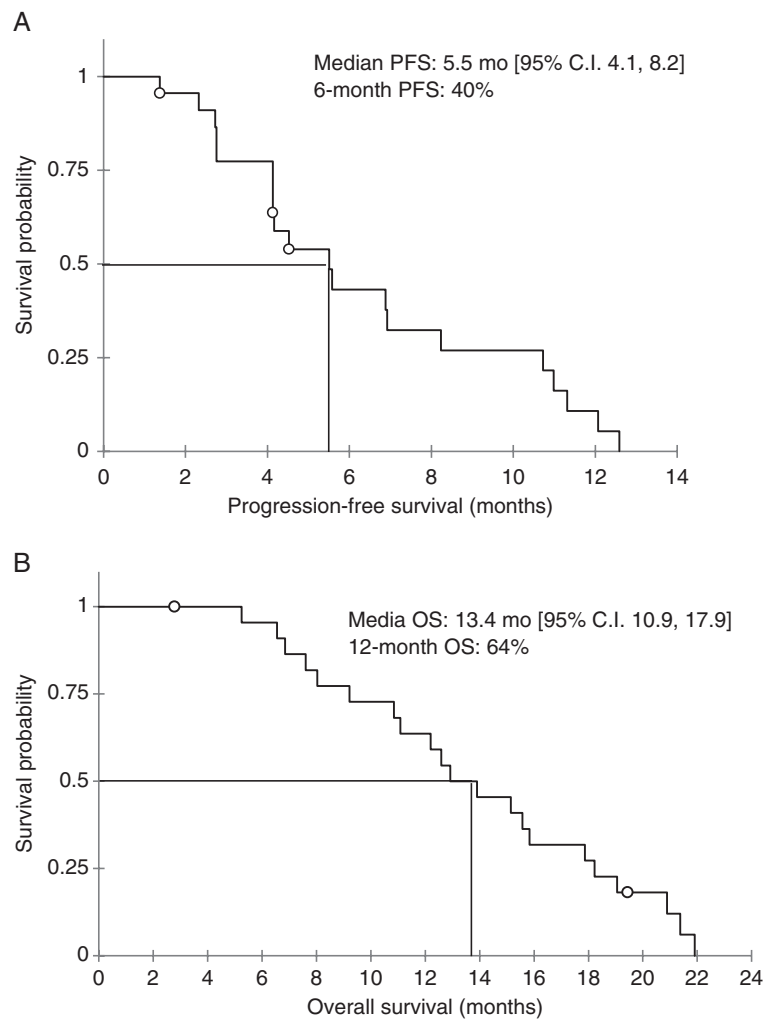 A
Median PFS: 5.5 mo [95% C.I. 4.1, 8.2]
6-month PFS: 40%
1
0.75
0.5
0.25
0
Survival probability
0 2 4 6 8 10 12 14
Progression-free survival (months)
B
Media OS: 13.4 mo [95% C.I. 10.9, 17.9]
12-month OS: 64%
1
0.75
0.5
0.25
0
Survival probability
0 2 4 6 8 10 12 14 16 18 20 22 24
Overall survival (months)